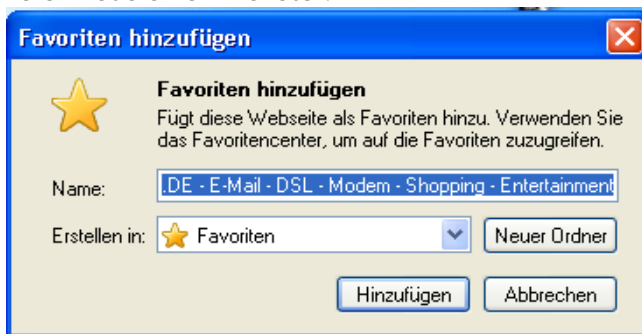 Favoriten hinzufügen
Favoriten hinzufügen
Fügt diese Webseite als Favoriten hinzu. Verwenden Sie
das Favoritencenter, um auf die Favoriten zuzugreifen.
Name: .DE - E-Mail - DSL - Modem - Shopping - Entertainment
Erstellen in: Favoriten Neuer Ordner
Hinzufügen Abbrechen